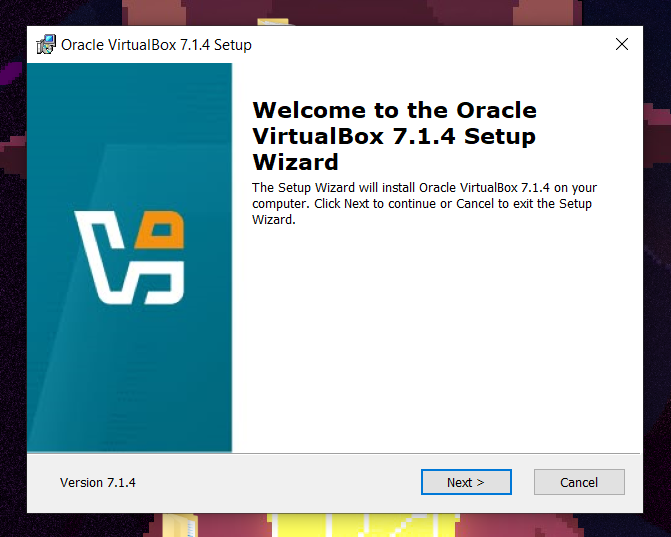 Oracle VirtualBox 7.1.4 Setup
Welcome to the Oracle
VirtualBox 7.1.4 Setup
Wizard
The Setup Wizard will install Oracle VirtualBox 7.1.4 on your
computer. Click Next to continue or Cancel to exit the Setup
Wizard.
Version 7.1.4
Next >
Cancel